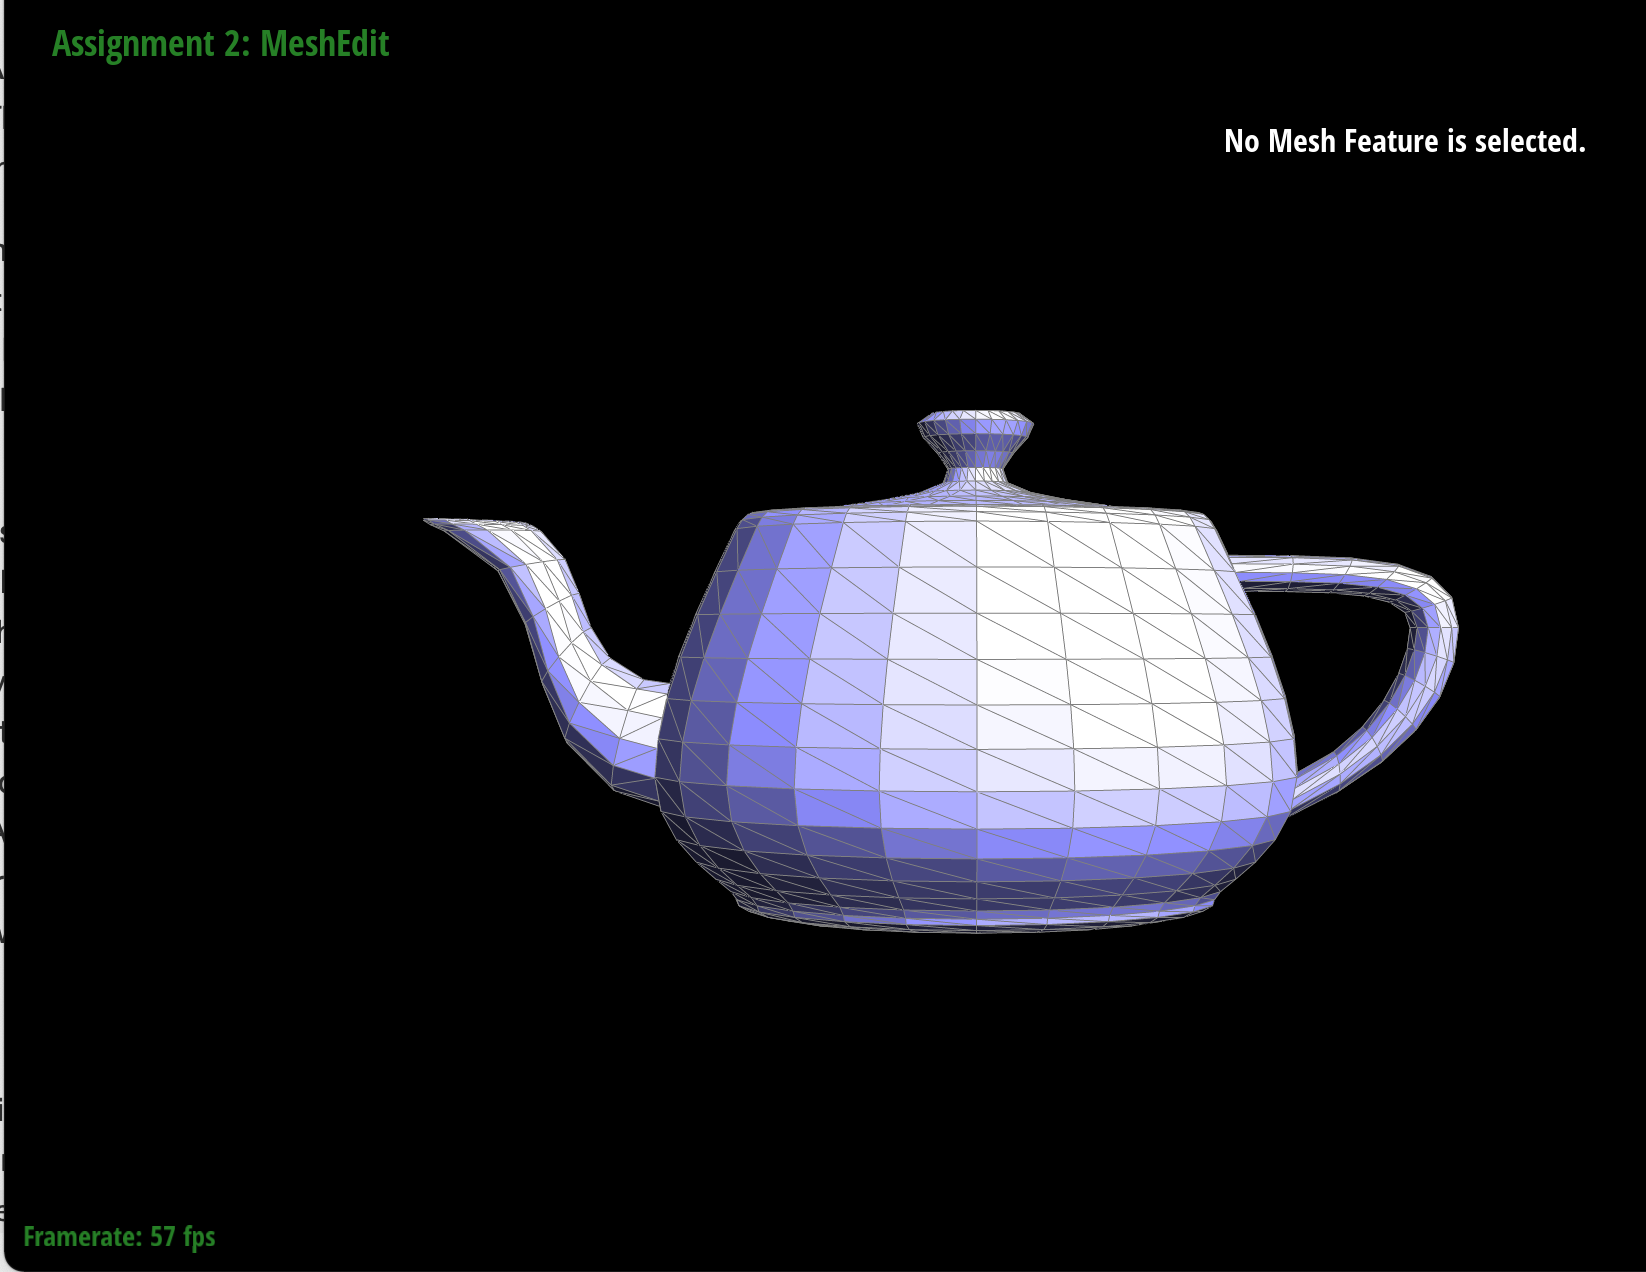 Assignment 2: MeshEdit
No Mesh Feature is selected.
Framerate: 57 fps